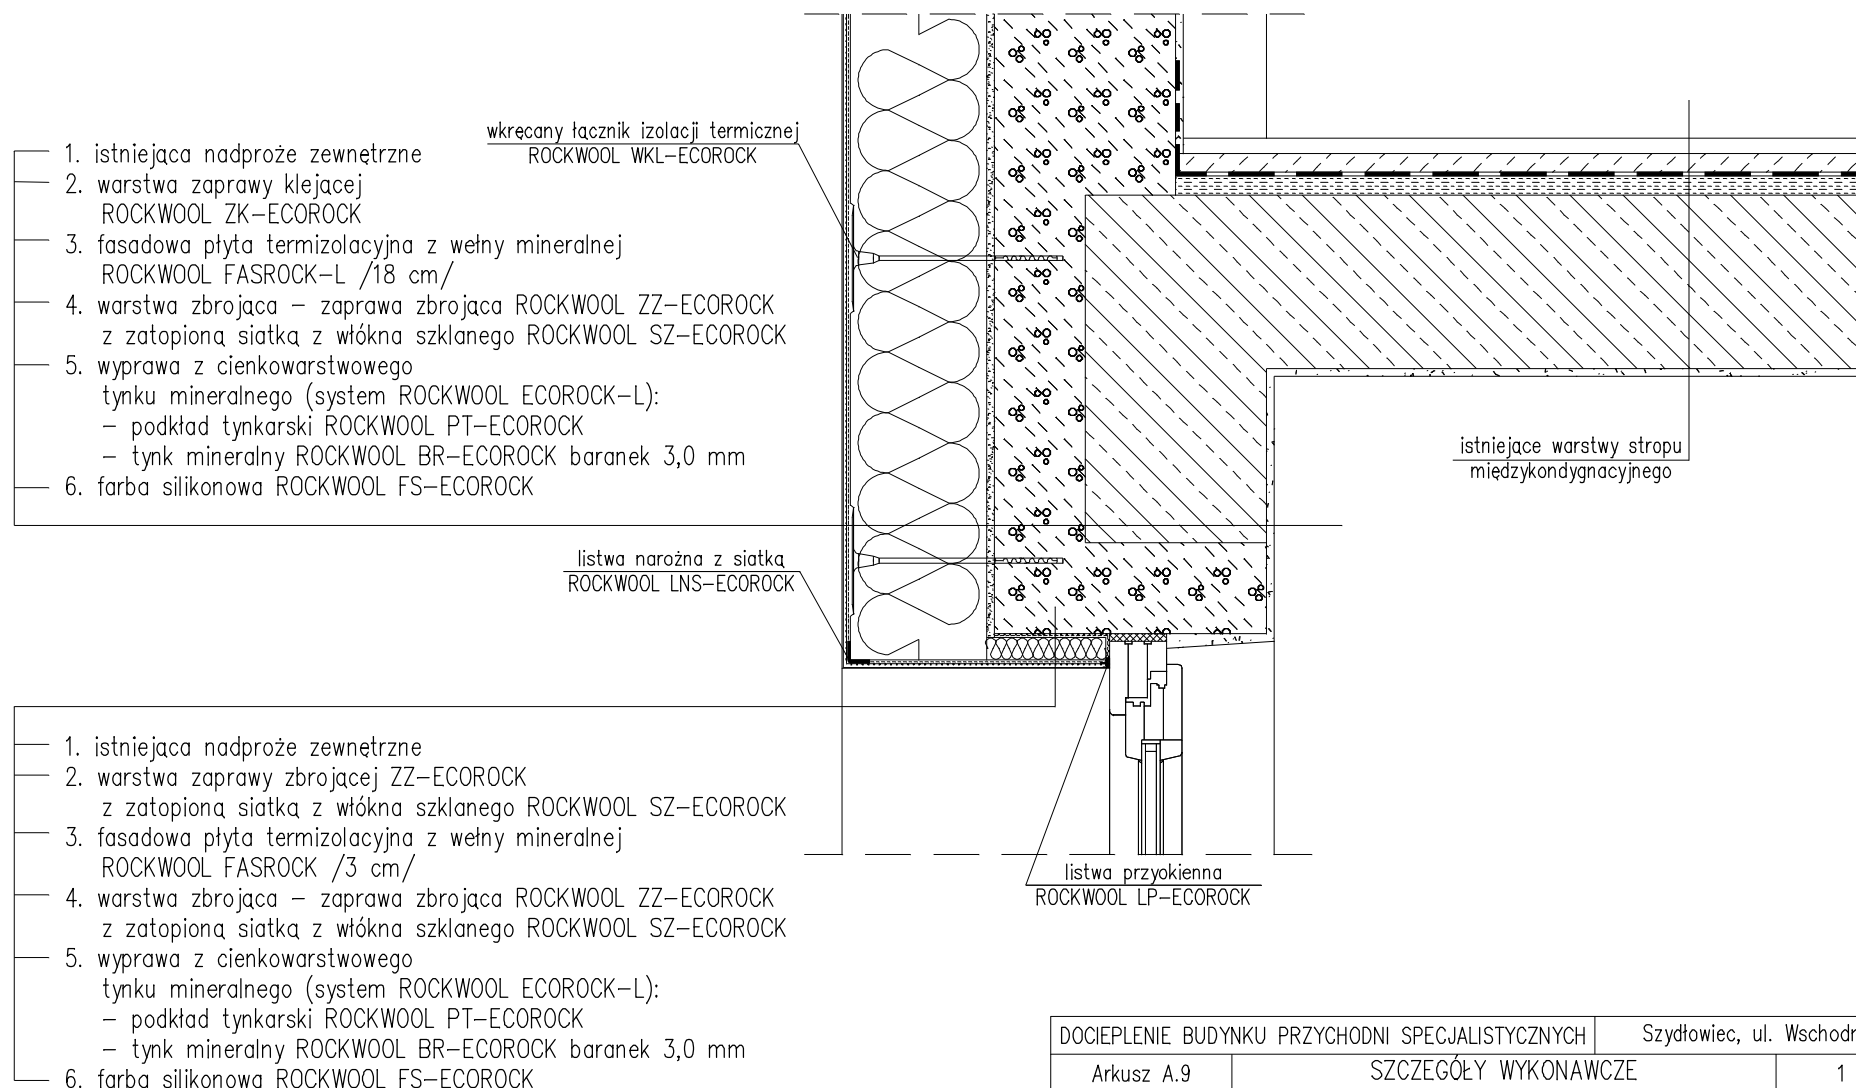 wkręcany łącznik izolacji termicznej
ROCKWOOL WKL-ECOROCK
1. istniejąca nadproże zewnętrzne
2. warstwa zaprawy klejącej
ROCKWOOL ZK-ECOROCK
3. fasadowa płyta termizolacyjna z wełny mineralnej
ROCKWOOL FASROCK-L /18 cm/
4. warstwa zbrojąca - zaprawa zbrojąca ROCKWOOL ZZ-ECOROCK
z zatopioną siatką z włókna szklanego ROCKWOOL SZ-ECOROCK
5. wyprawa z cienkowarstwowego
tynku mineralnego (system ROCKWOOL ECOROCK-L):
- podkład tynkarski ROCKWOOL PT-ECOROCK
- tynk mineralny ROCKWOOL BR-ECOROCK baranek 3,0 mm
6. farba silikonowa ROCKWOOL FS-ECOROCK
istniejące warstwy stropu
międzykondygnacyjnego
listwa narożna z siatką
ROCKWOOL LNS-ECOROCK
1. istniejąca nadproże zewnętrzne
2. warstwa zaprawy zbrojącej ZZ-ECOROCK
z zatopioną siatką z włókna szklanego ROCKWOOL SZ-ECOROCK
3. fasadowa płyta termizolacyjna z wełny mineralnej
ROCKWOOL FASROCK /3 cm/
4. warstwa zbrojąca - zaprawa zbrojąca ROCKWOOL ZZ-ECOROCK
z zatopioną siatką z włókna szklanego ROCKWOOL SZ-ECOROCK
5. wyprawa z cienkowarstwowego
tynku mineralnego (system ROCKWOOL ECOROCK-L):
- podkład tynkarski ROCKWOOL PT-ECOROCK
- tynk mineralny ROCKWOOL BR-ECOROCK baranek 3,0 mm
6. farba silikonowa ROCKWOOL FS-ECOROCK
listwa przyokienna
ROCKWOOL LP-ECOROCK
DOCIEPLENIE BUDYNKU PRZYCHODNI SPECJALISTYCZNYCH
Szydłowiec, ul.
Arkusz A.9
SZCZEGÓŁY WYKONAWCZE
1